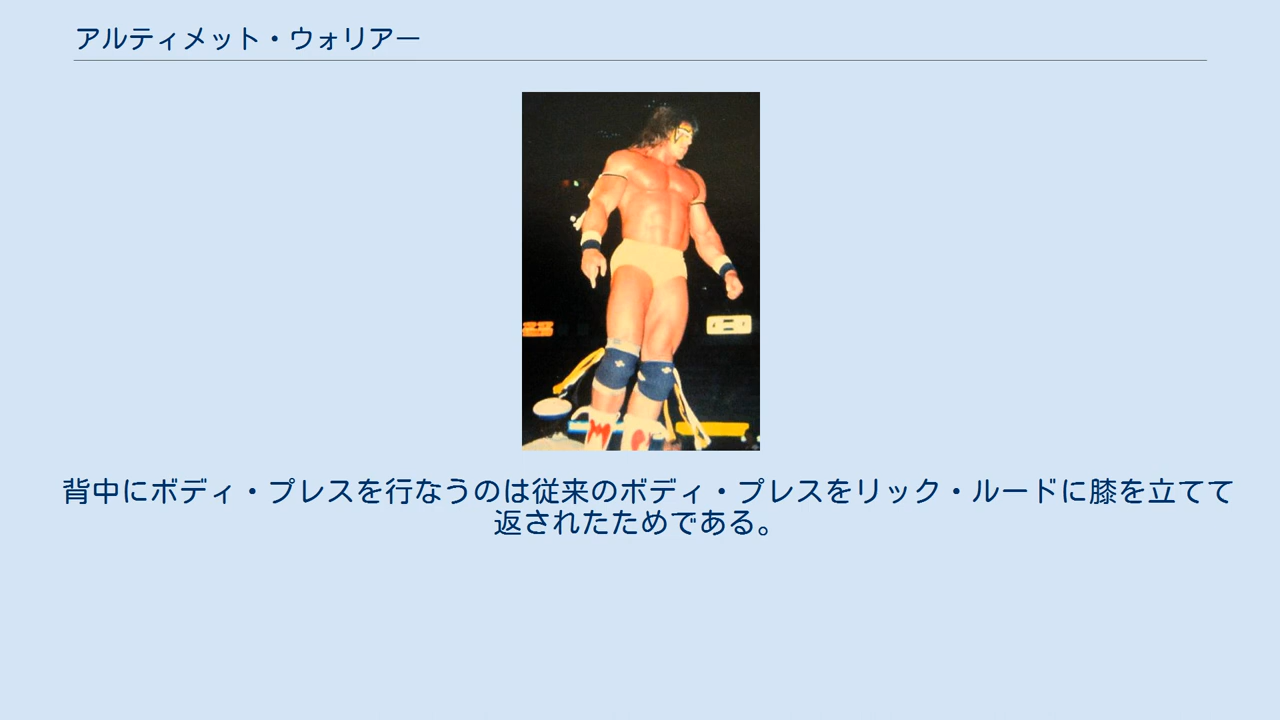 アルティメット・ウォリアー
背中にボディ・プレスを行なうのは従来のボディ・プレスをリック・ルードに膝を立てて
返されたためである。